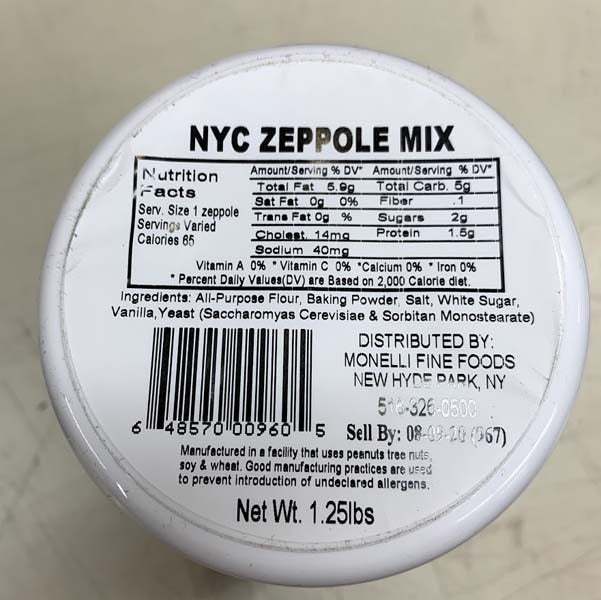 NYC ZEPPOLE MIX
Nutrition Facts
Serv. Size 1 zeppole
Servings Varied
Calories 65
Amount/Serving % DV* Amount/Serving % DV*
Total Fat 5.9g Total Carb. 5g
Sat Fat 0g 0% Fiber .1
Trans Fat 0g % Sugars 2g
Cholest. 14mg Protein 1.5g
Sodium 40mg
Vitamin A 0% * Vitamin C 0% *Calcium 0% * Iron 0%
* Percent Daily Values(DV) are Based on 2,000 Calorie diet.
Ingredients: All-Purpose Flour, Baking Powder, Salt, White Sugar,
Vanilla, Yeast (Saccharomyas Cerevisiae & Sorbitan Monostearate)
DISTRIBUTED BY:
MONELLI FINE FOODS
NEW HYDE PARK, NY
516-326-0500
6 48570 00960 5
Sell By: 08-09-20 (967)
Manufactured in a facility that uses peanuts tree nuts,
soy & wheat. Good manufacturing practices are used
to prevent introduction of undeclared allergens.
Net Wt. 1.25lbs